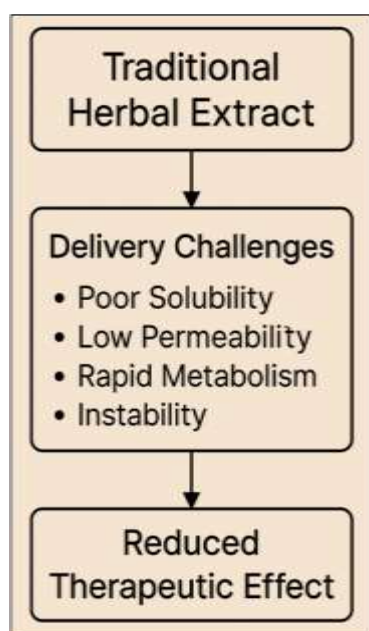 Traditional
Herbal Extract
Delivery Challenges
• Poor Solubility
• Low Permeability
• Rapid Metabolism
• Instability
Reduced
Therapeutic Effect